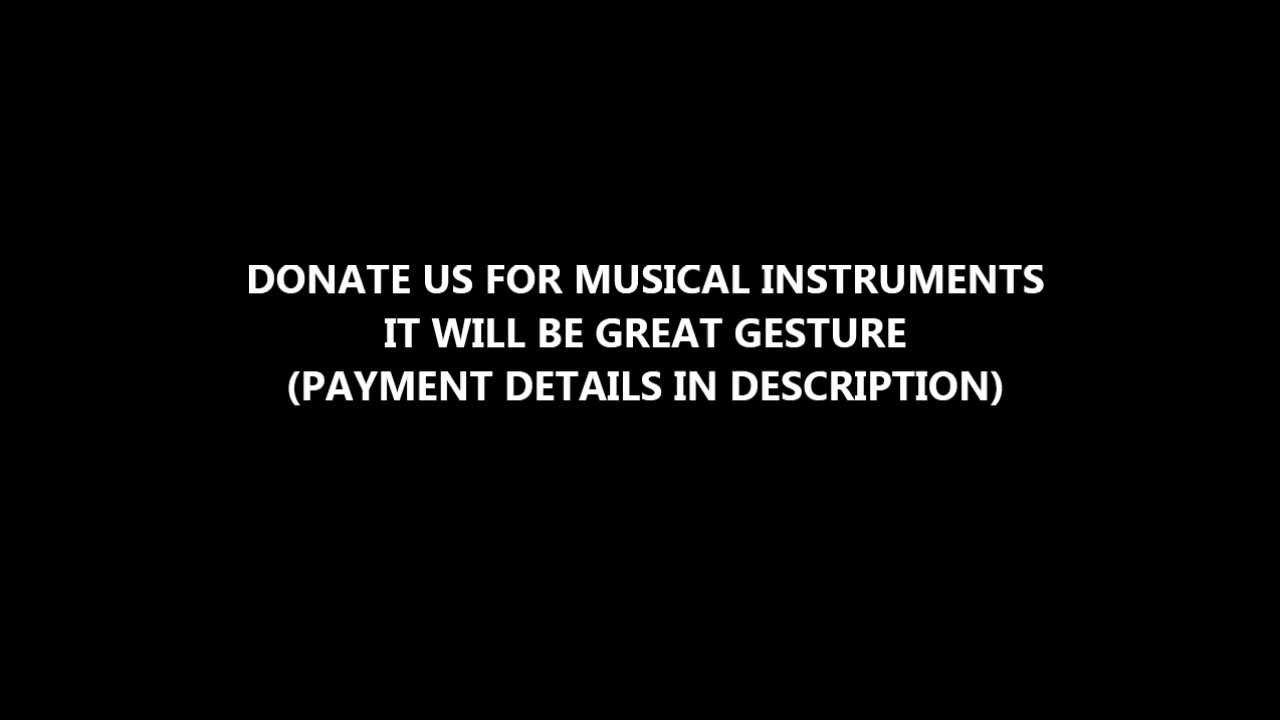 DONATE US FOR MUSICAL INSTRUMENTS
IT WILL BE GREAT GESTURE
(PAYMENT DETAILS IN DESCRIPTION)